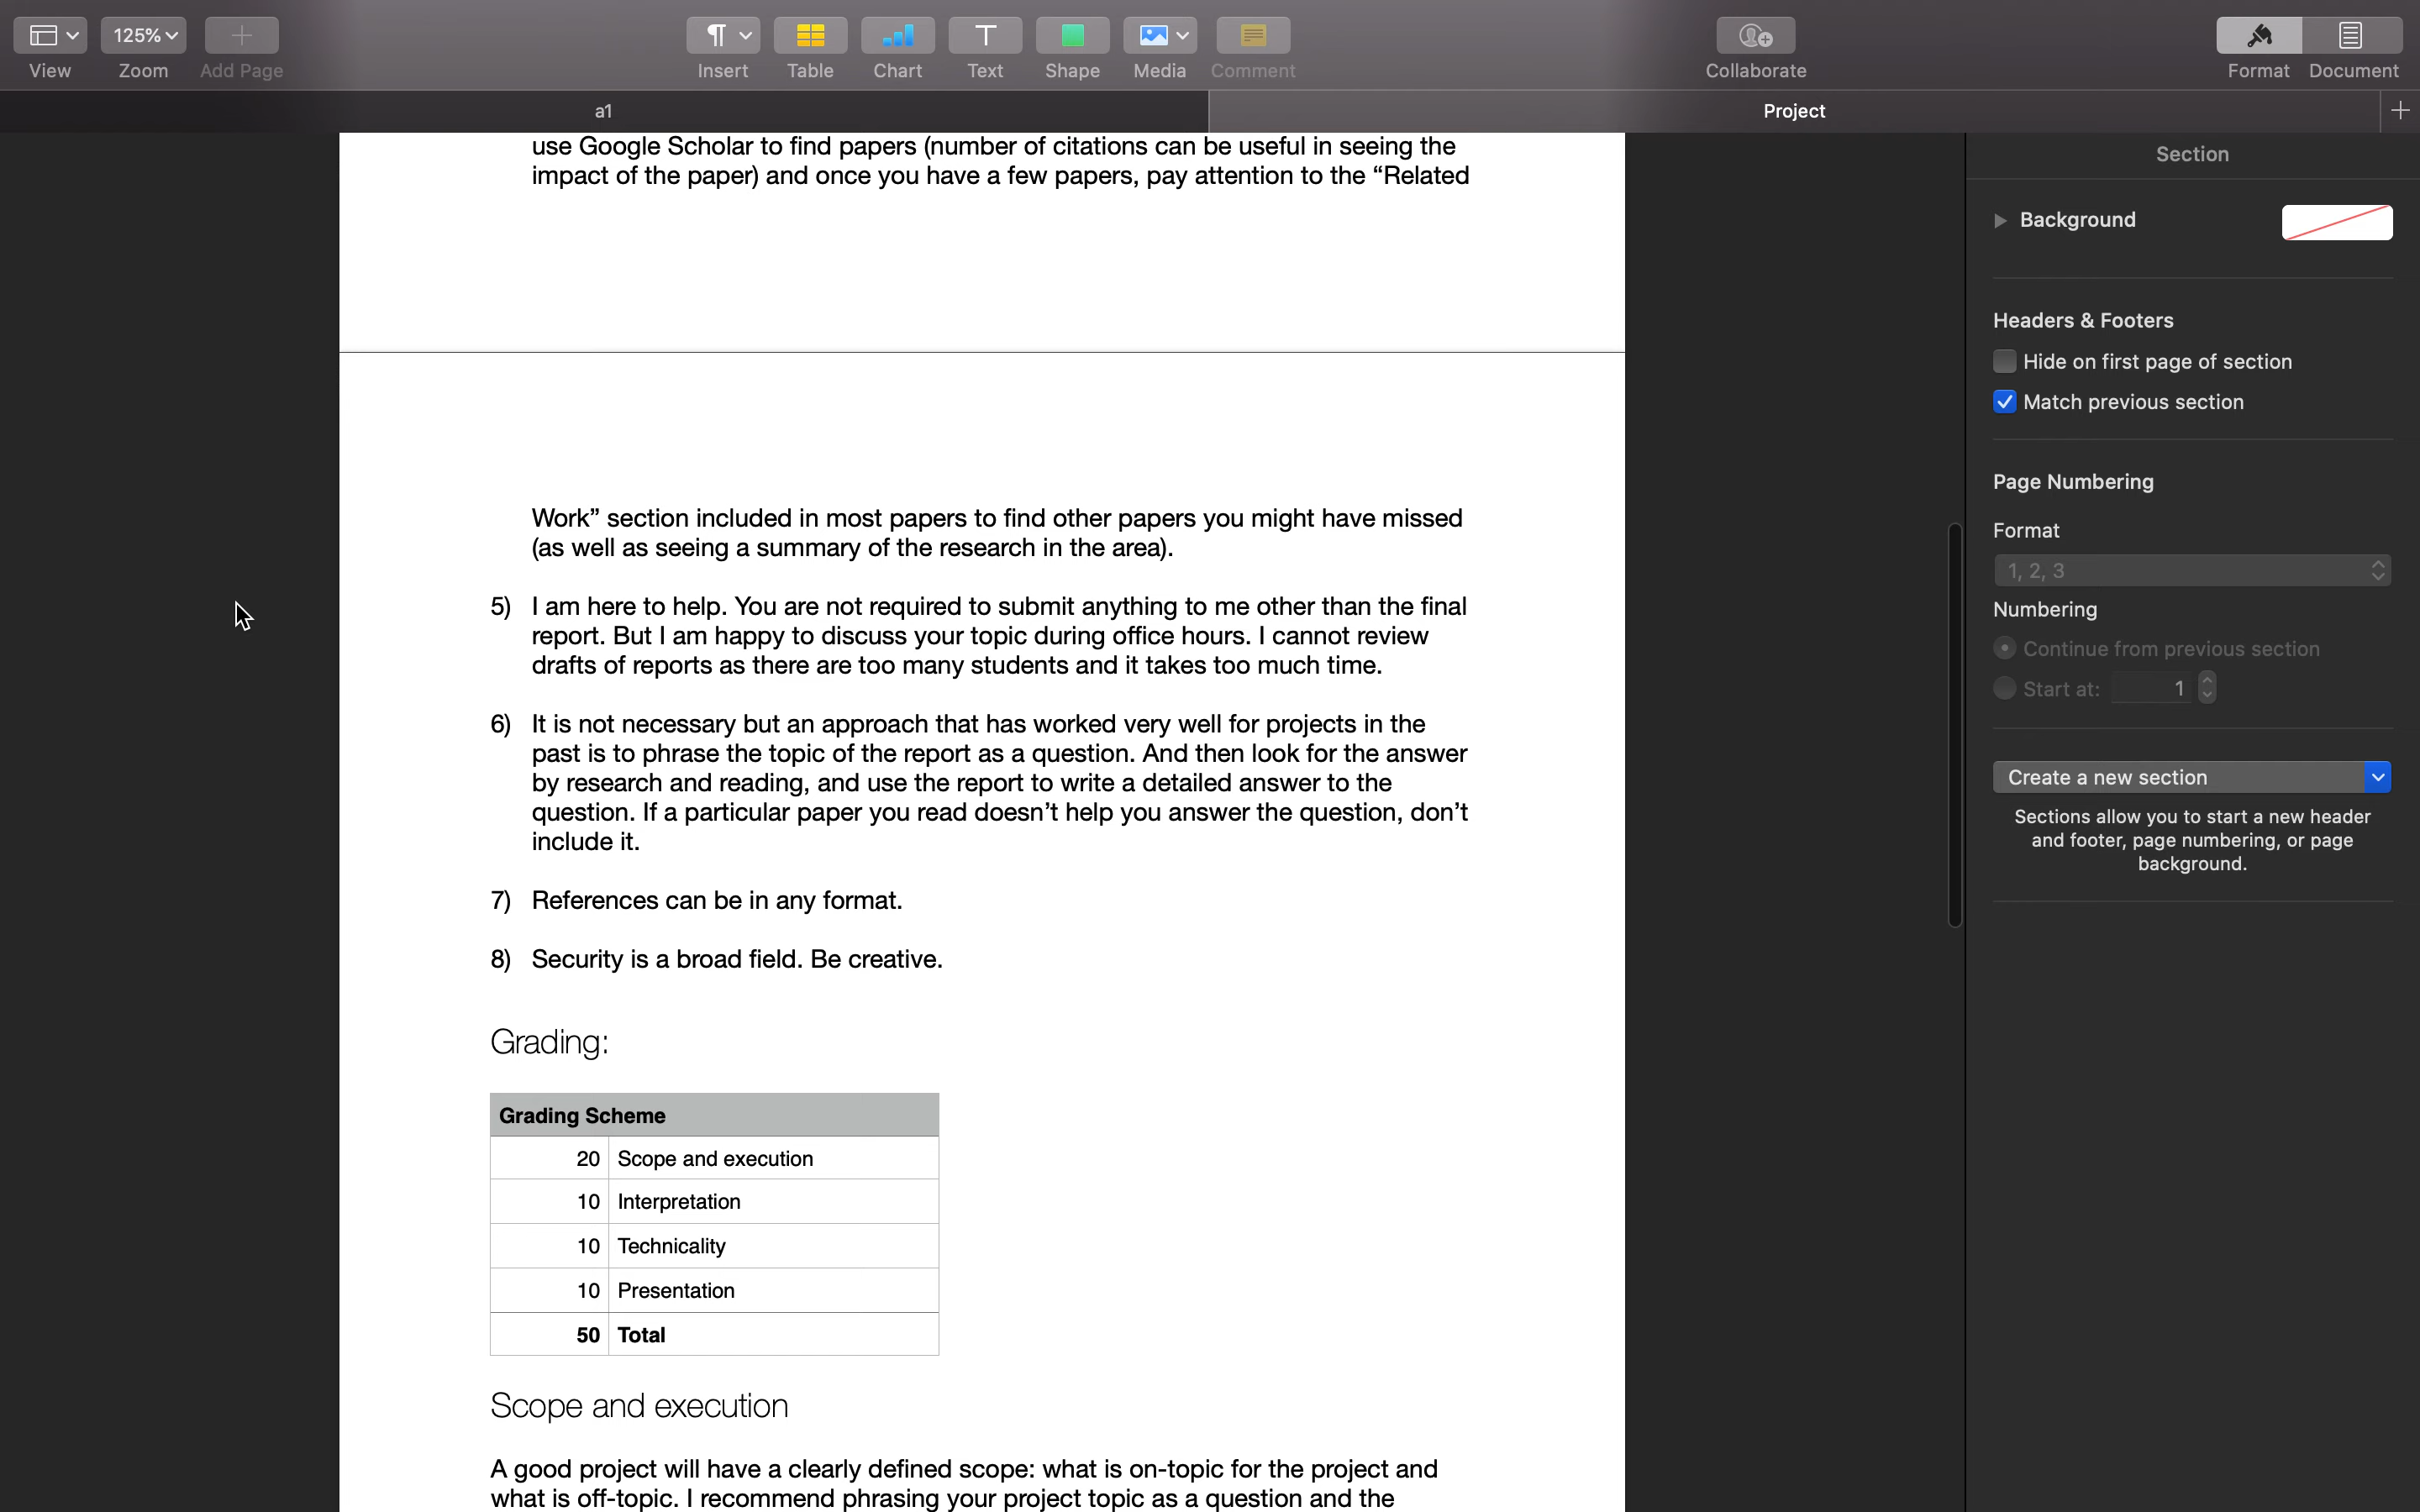 125%
View
Zoom
Add Page
Insert
Table
Chart
Text
Shape
Media
Comment
Collaborate
Format
Document
a1
Project
use Google Scholar to find papers (number of citations can be useful in seeing the
impact of the paper) and once you have a few papers, pay attention to the “Related
Work” section included in most papers to find other papers you might have missed
(as well as seeing a summary of the research in the area).
5) I am here to help. You are not required to submit anything to me other than the final
report. But I am happy to discuss your topic during office hours. I cannot review
drafts of reports as there are too many students and it takes too much time.
6) It is not necessary but an approach that has worked very well for projects in the
past is to phrase the topic of the report as a question. And then look for the answer
by research and reading, and use the report to write a detailed answer to the
question. If a particular paper you read doesn’t help you answer the question, don’t
include it.
7) References can be in any format.
8) Security is a broad field. Be creative.
Grading:
Grading Scheme
20 Scope and execution
10 Interpretation
10 Technicality
10 Presentation
50 Total
Scope and execution
A good project will have a clearly defined scope: what is on-topic for the project and
what is off-topic. I recommend phrasing your project topic as a question and the
Section
Background
Headers & Footers
Hide on first page of section
Match previous section
Page Numbering
Format
1, 2, 3
Numbering
Continue from previous section
Start at: 1
Create a new section
Sections allow you to start a new header
and footer, page numbering, or page
background.